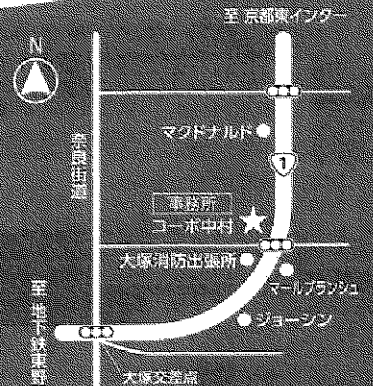 至 京都東インター
N
マクドナルド
奈良街道
1
事務所
コーポ中村
大塚消防出張所
マールブランシュ
至 地下鉄東野
ジョーシン
大塚交差点